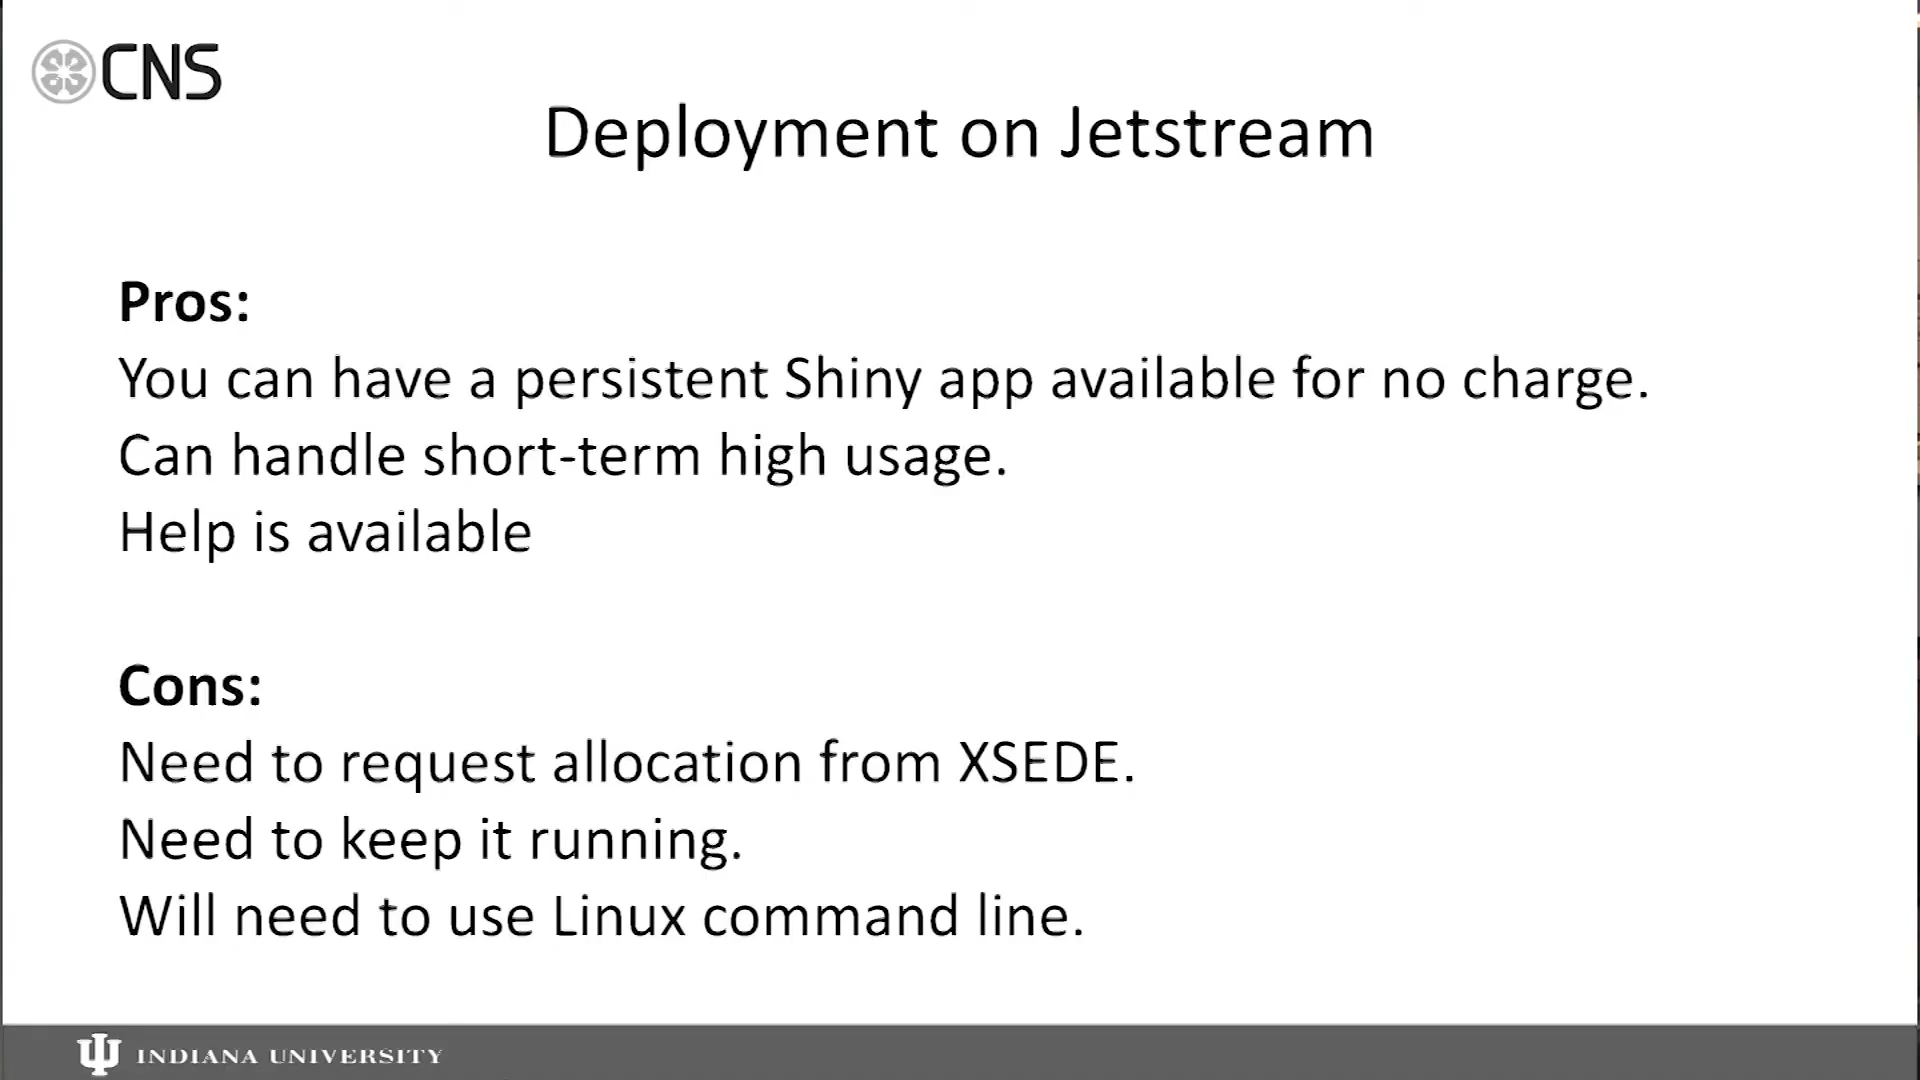 CNS
Deployment on Jetstream
Pros:
You can have a persistent Shiny app available for no charge.
Can handle short-term high usage.
Help is available
Cons:
Need to request allocation from XSEDE.
Need to keep it running.
Will need to use Linux command line.
INDIANA UNIVERSITY